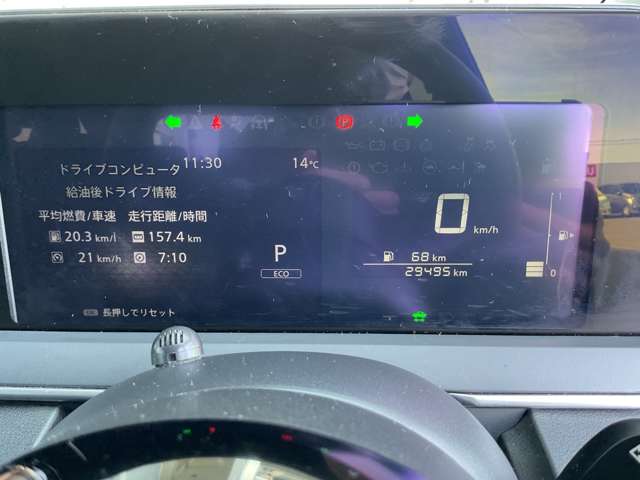 ドライブコンピュータ 11:30 14℃
給油後ドライブ情報
平均燃費/車速 走行距離/時間
20.3 km/l 157.4 km
21 km/h 7:10
OK 長押しでリセット
P
ECO
P
0 km/h
68 km
29495 km
1
0